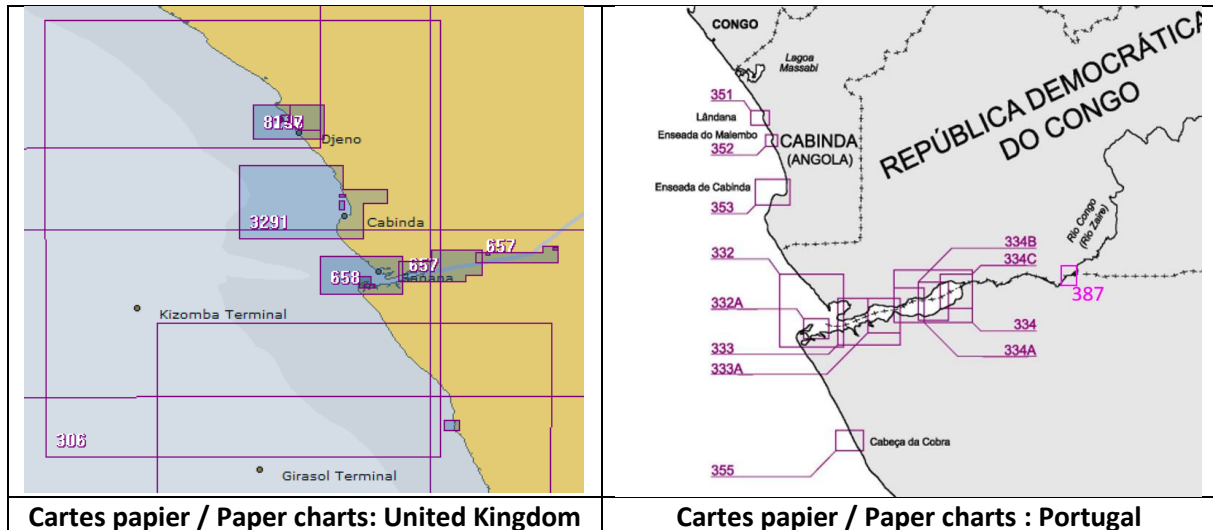 8197
Djeno
3291
Cabinda
657
657
658
Banana
Kizomba Terminal
306
Girasol Terminal
Cartes papier / Paper charts: United Kingdom
CONGO
Lagoa
Massabi
REPÚBLICA DEMOCRÁTICA
DO CONGO
351
Lândana
Enseada do Malembo
352
CABINDA
(ANGOLA)
Enseada de Cabinda
353
Rio Congo
(Rio Zaire)
334B
334C
332
387
332A
334
333
334A
333A
Cabeça da Cobra
355
Cartes papier / Paper charts : Portugal